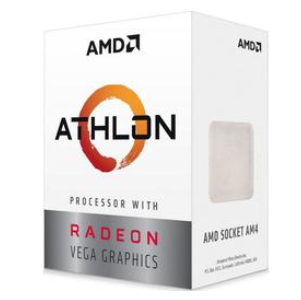 AMD
ATHLON
PROCESSOR WITH
RADEON
VEGA GRAPHICS
AMD
AMD SOCKET AM4